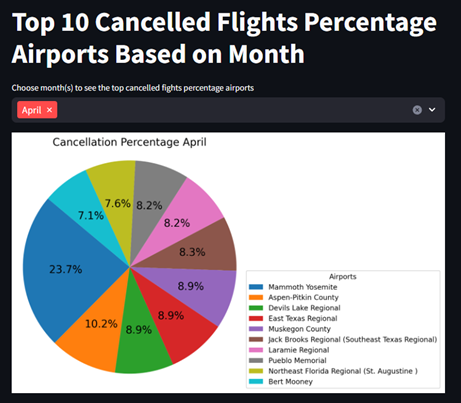 Top 10 Cancelled Flights Percentage
Airports Based on Month
Choose month(s) to see the top cancelled fights percentage airports
April ×
Cancellation Percentage April
7.6%
8.2%
7.1%
8.2%
8.3%
23.7%
8.9%
10.2%
8.9%
8.9%
Airports
Mammoth Yosemite
Aspen-Pitkin County
Devils Lake Regional
East Texas Regional
Muskegon County
Jack Brooks Regional (Southeast Texas Regional)
Laramie Regional
Pueblo Memorial
Northeast Florida Regional (St. Augustine )
Bert Mooney